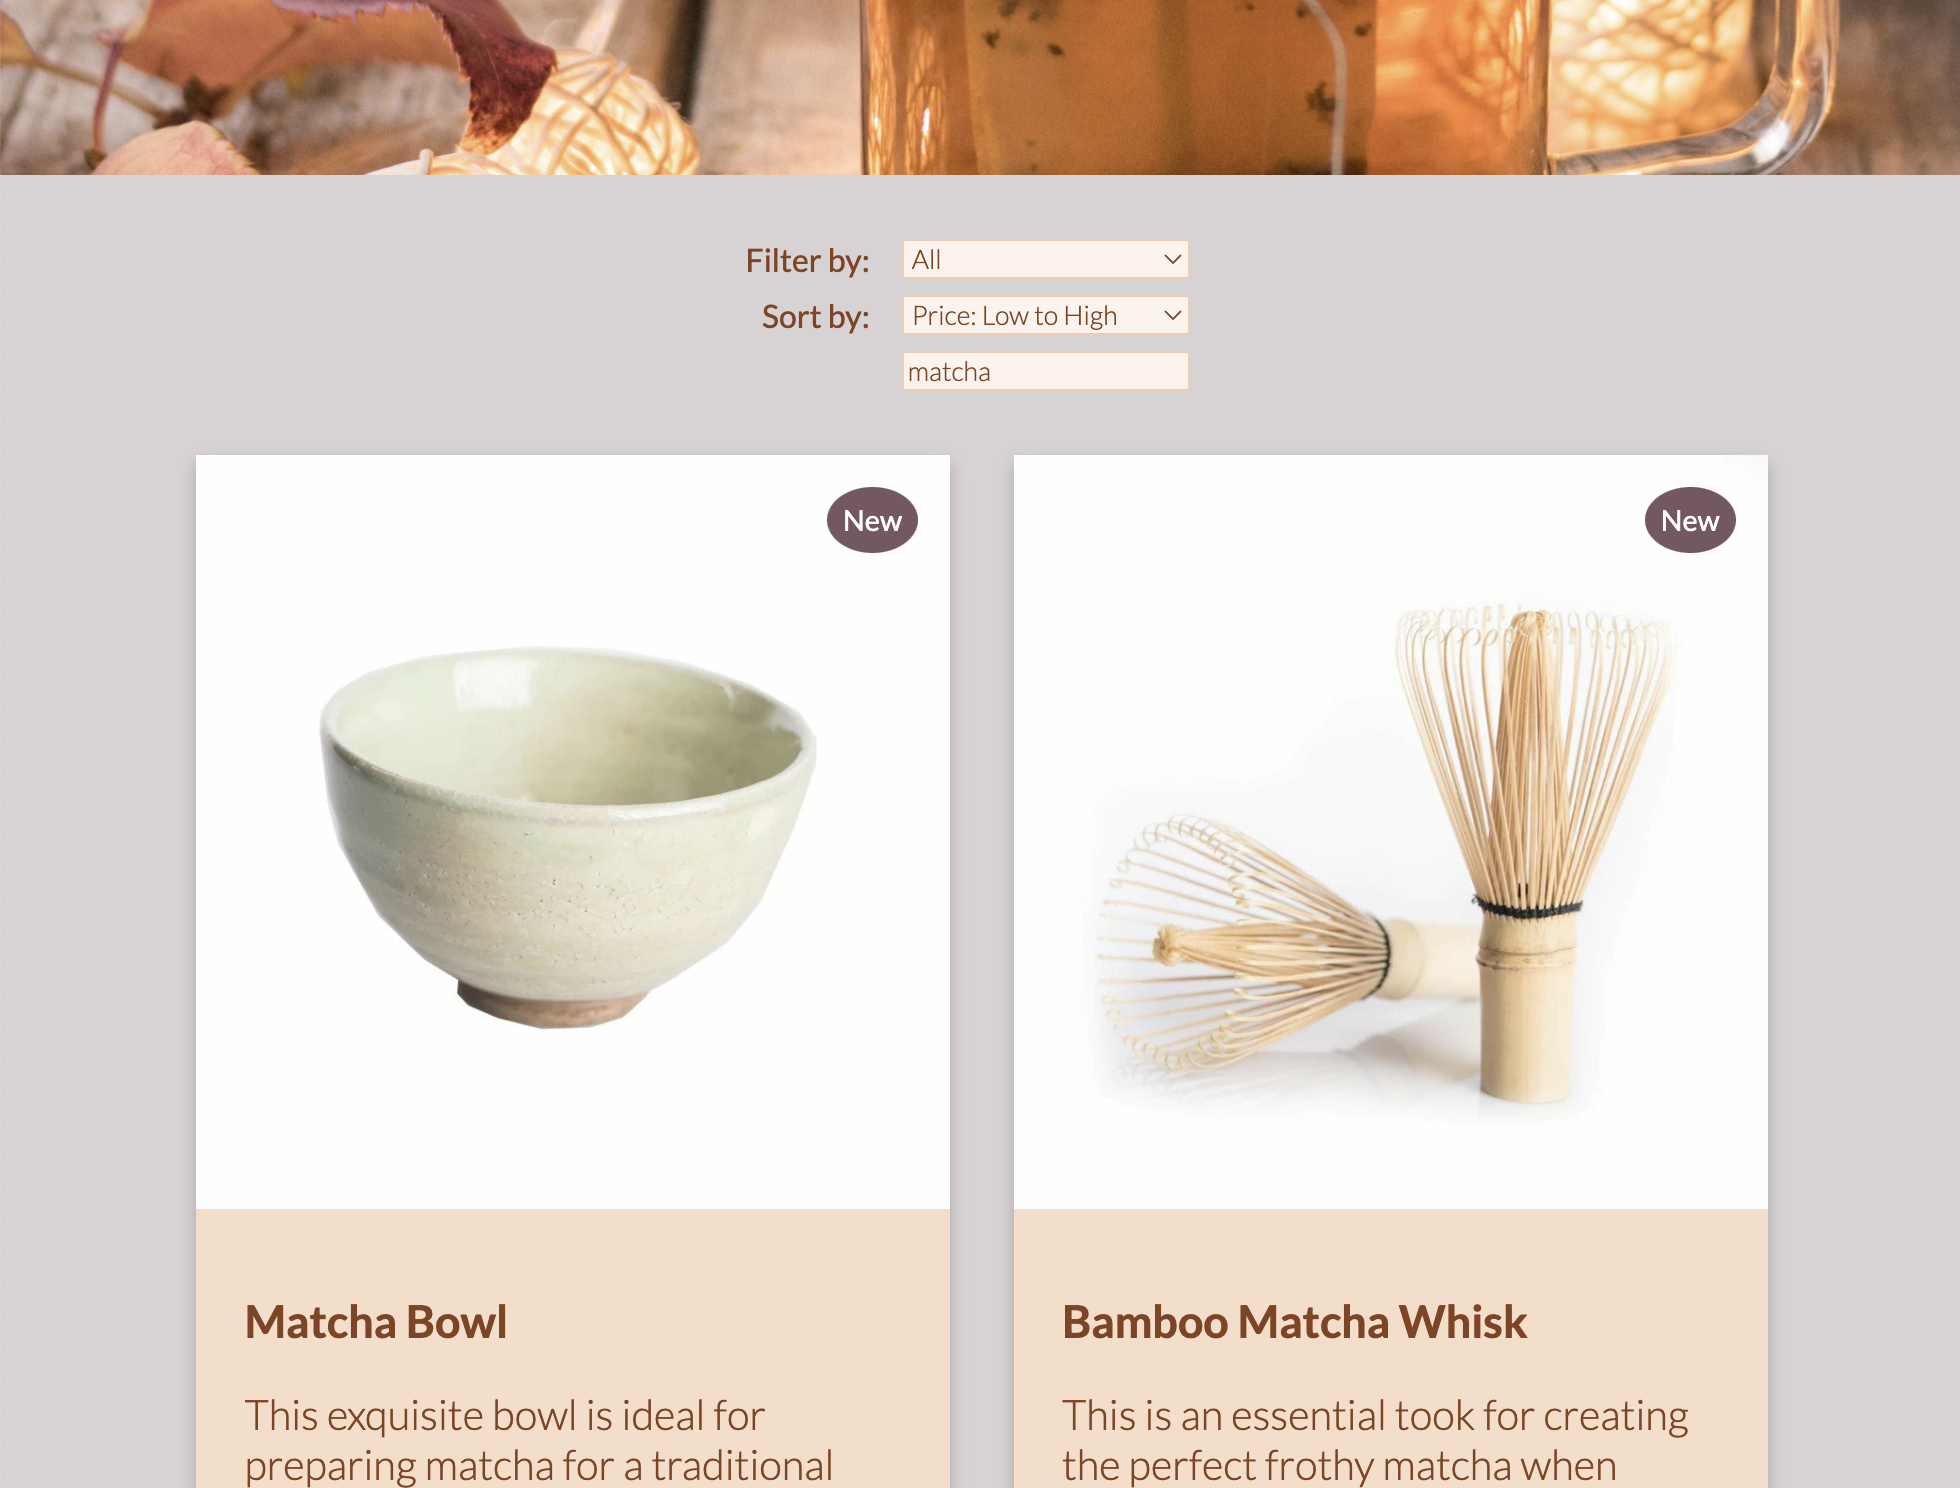 Filter by: All
Sort by: Price: Low to High
matcha
New
New
Matcha Bowl
This exquisite bowl is ideal for
preparing matcha for a traditional
Bamboo Matcha Whisk
This is an essential took for creating
the perfect frothy matcha when